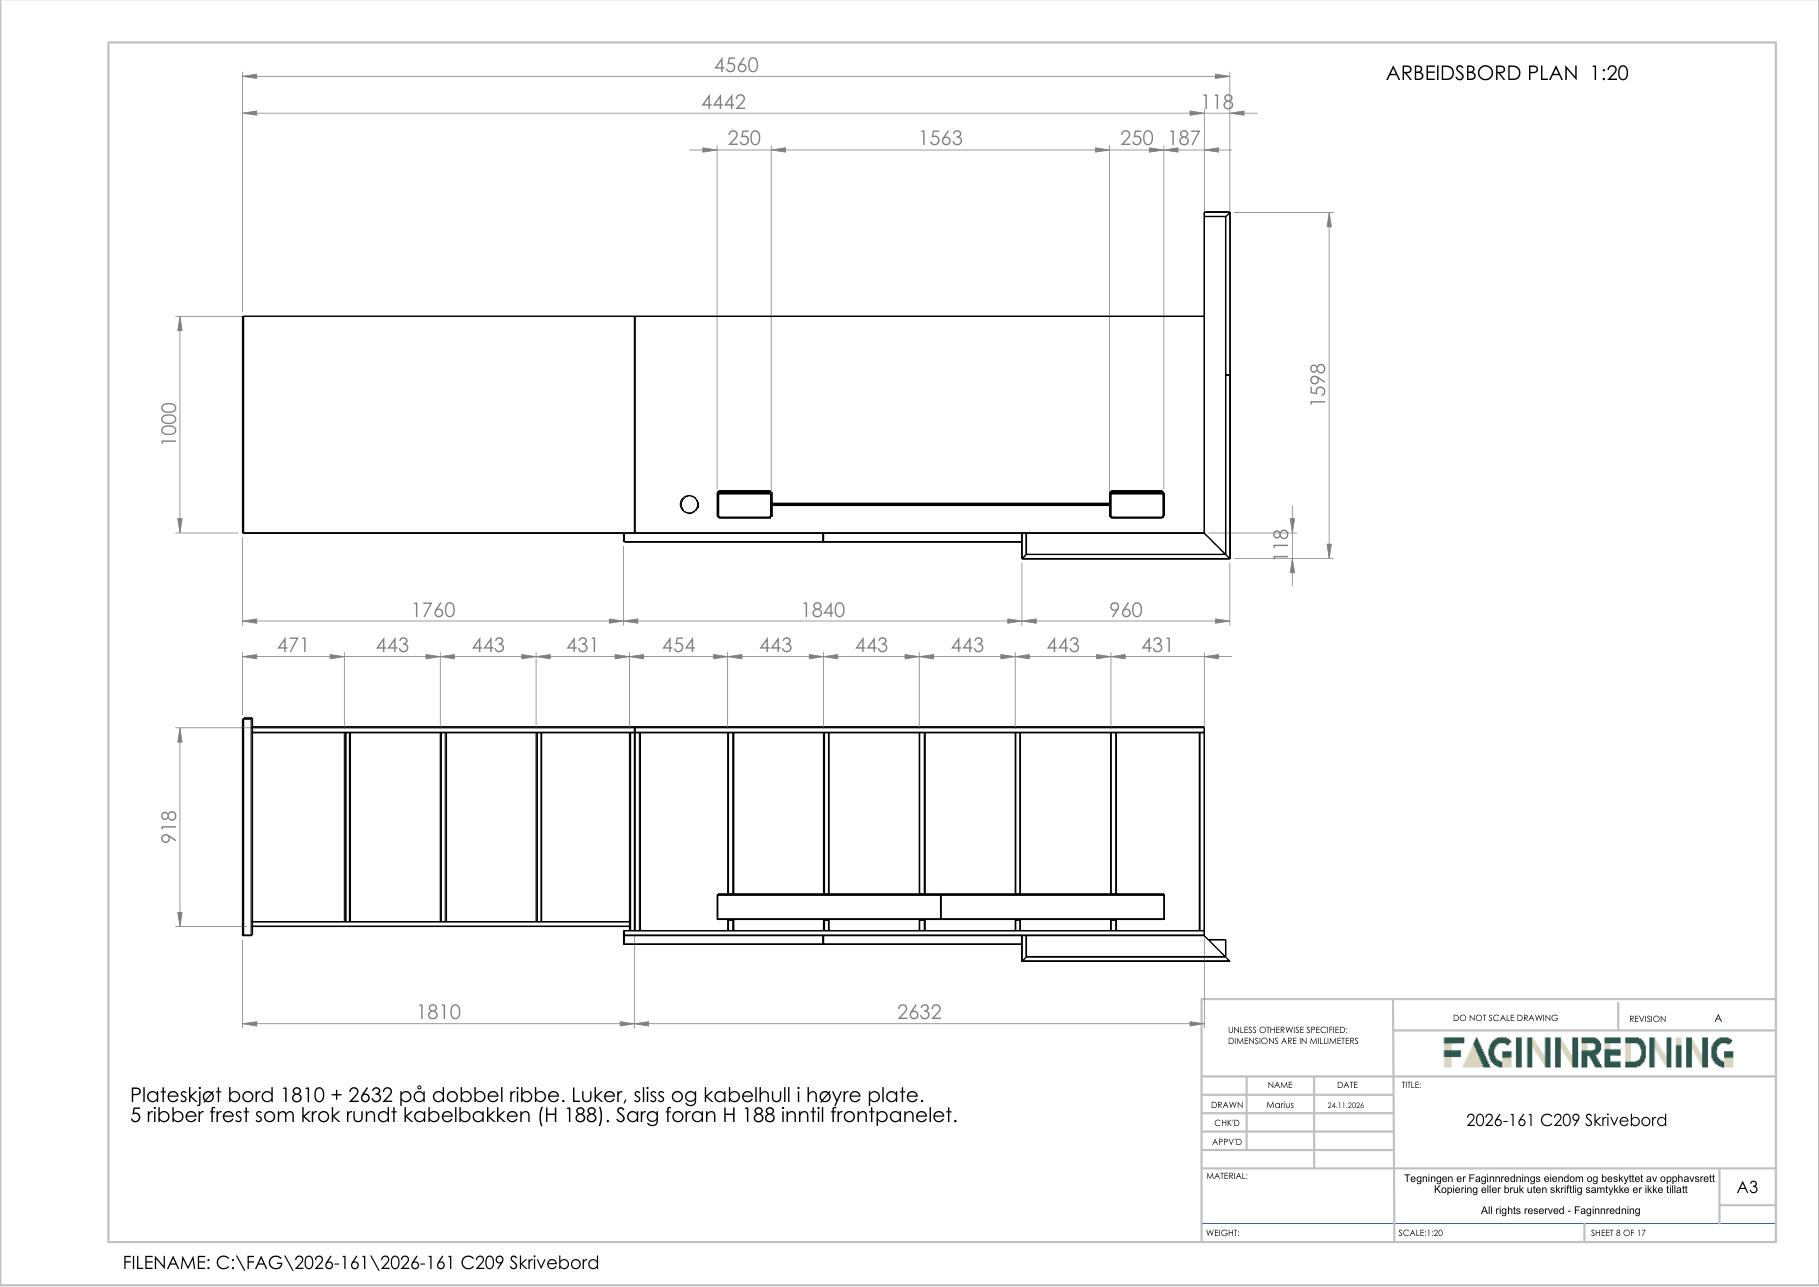 ARBEIDSBORD PLAN 1:20
4560
4442
118
250
1563
250
187
1000
1598
118
1760
1840
960
471
443
443
431
454
443
443
443
443
431
918
1810
2632
Plateskjøt bord 1810 + 2632 på dobbel ribbe. Luker, sliss og kabelhull i høyre plate.
5 ribber frest som krok rundt kabelbakken (H 188). Sarg foran H 188 inntil frontpanelet.
UNLESS OTHERWISE SPECIFIED:
DIMENSIONS ARE IN MILLIMETERS
DO NOT SCALE DRAWING
REVISION
A
FAGINNREDNiNG
NAME
DATE
DRAWN
Marius
24.11.2026
CHK'D
APPV'D
TITLE:
2026-161 C209 Skrivebord
MATERIAL:
Tegningen er Faginnrednings eiendom og beskyttet av opphavsrett
Kopiering eller bruk uten skriftlig samtykke er ikke tillatt
All rights reserved - Faginnredning
A3
WEIGHT:
SCALE:1:20
SHEET 8 OF 17
FILENAME: C:\FAG\2026-161\2026-161 C209 Skrivebord